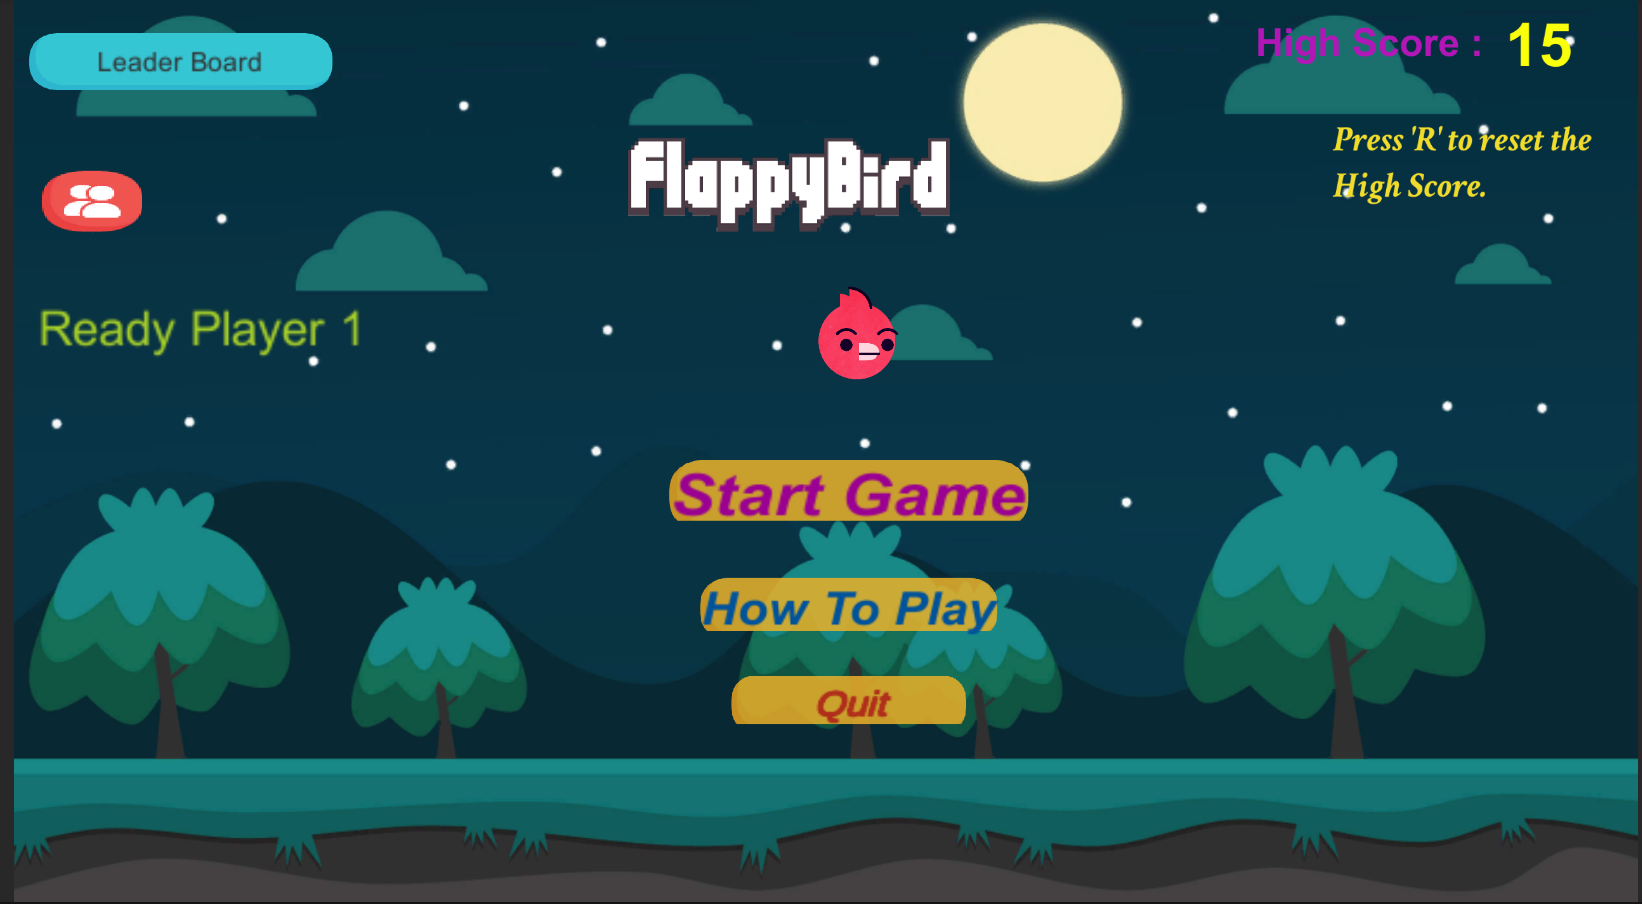 Leader Board
High Score : 15
Press 'R' to reset the
High Score.
FlappyBird
Ready Player 1
Start Game
How To Play
Quit